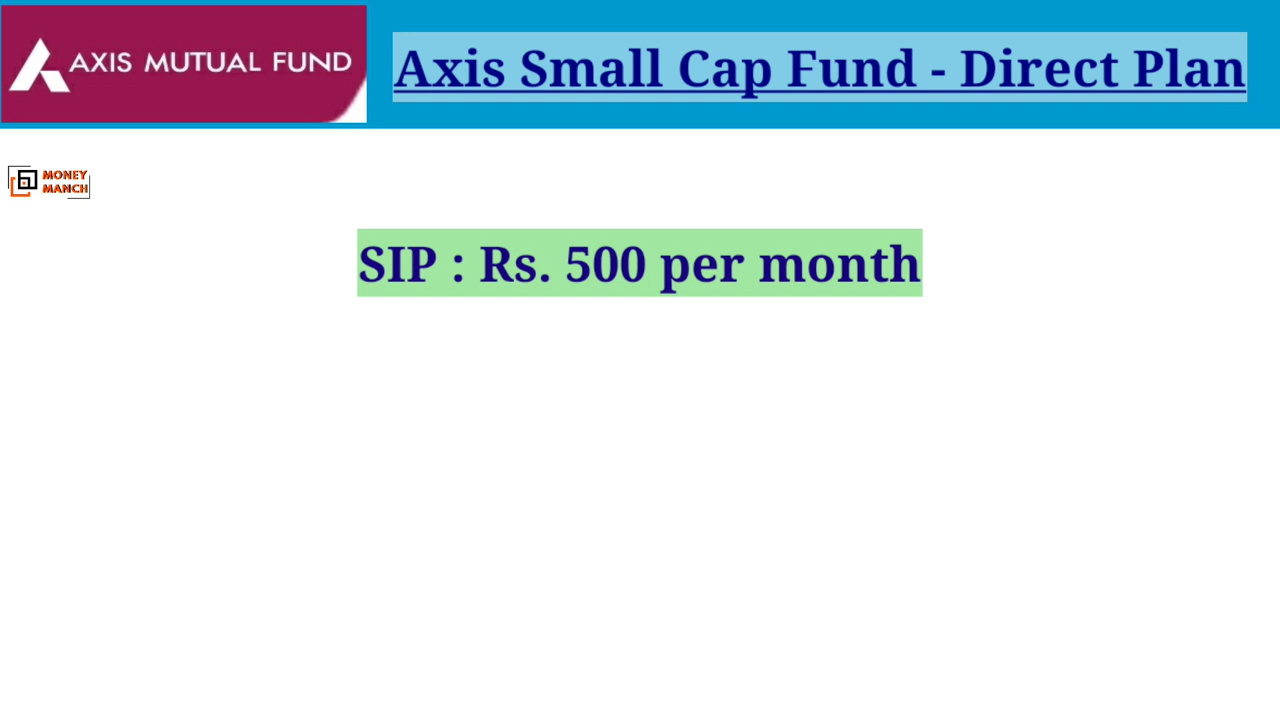 AXIS MUTUAL FUND
Axis Small Cap Fund - Direct Plan
MONEY
MANCH
SIP : Rs. 500 per month